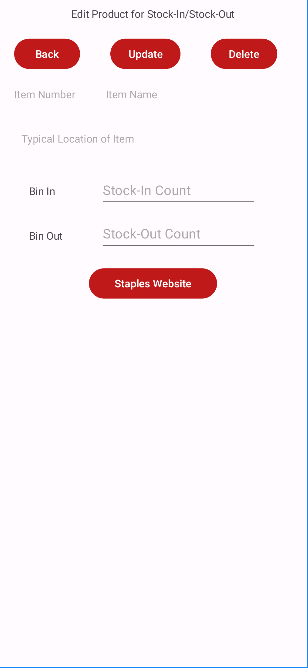 Edit Product for Stock-In/Stock-Out
Back Update Delete
Item Number Item Name
Typical Location of Item
Bin In Stock-In Count
Bin Out Stock-Out Count
Staples Website